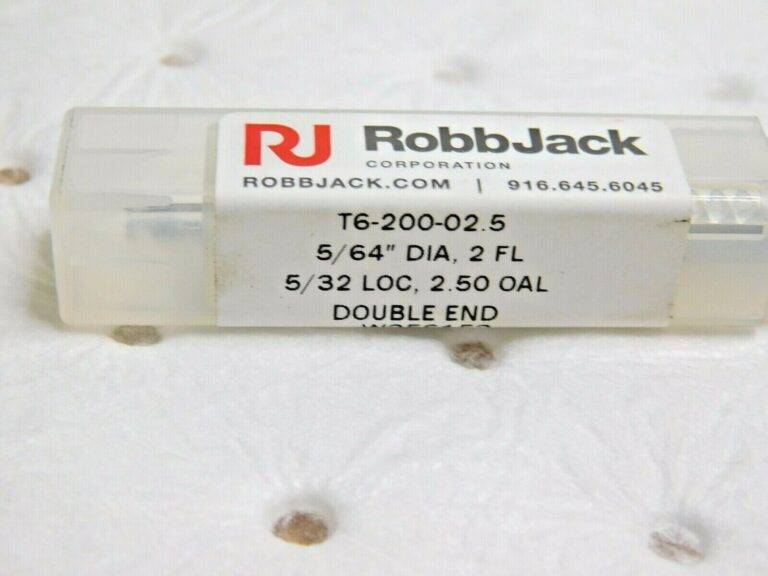 RJ RobbJack
CORPORATION
ROBBJACK.COM | 916.645.6045
T6-200-02.5
5/64" DIA, 2 FL
5/32 LOC, 2.50 OAL
DOUBLE END